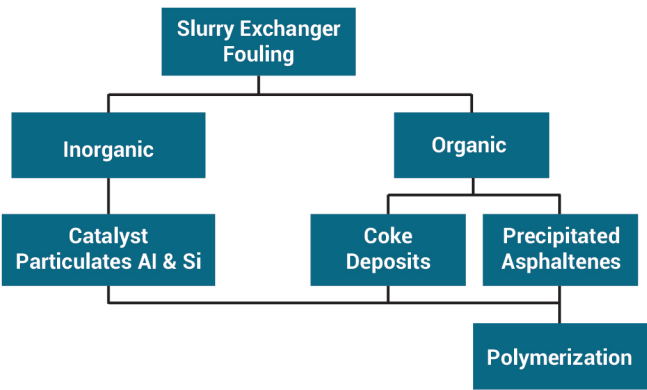 Slurry Exchanger
Fouling
Inorganic
Organic
Catalyst
Particulates Al & Si
Coke
Deposits
Precipitated
Asphaltenes
Polymerization